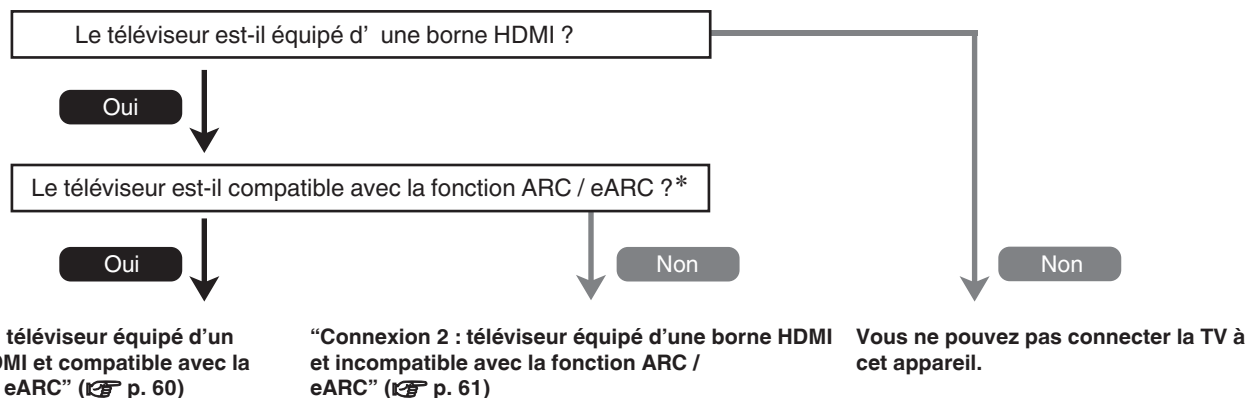 Le téléviseur est-il équipé d’ une borne HDMI ?
Oui
Le téléviseur est-il compatible avec la fonction ARC / eARC ?*
Oui
Non
Non
téléviseur équipé d’un
MI et compatible avec la
eARC” (☞ p. 60)
“Connexion 2 : téléviseur équipé d’une borne HDMI
et incompatible avec la fonction ARC /
eARC” (☞ p. 61)
Vous ne pouvez pas connecter la TV à
cet appareil.